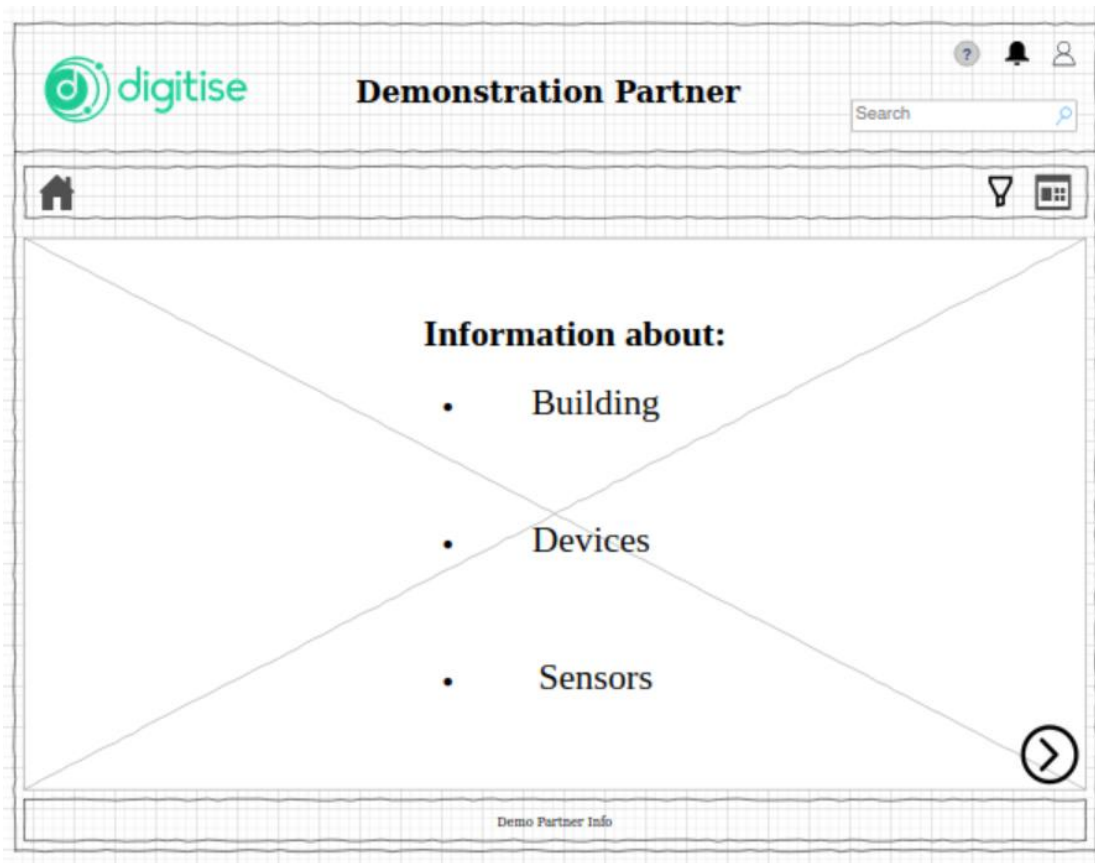 digitise
Demonstration Partner
?
Search
Information about:
• Building
• Devices
• Sensors
Demo Partner Info